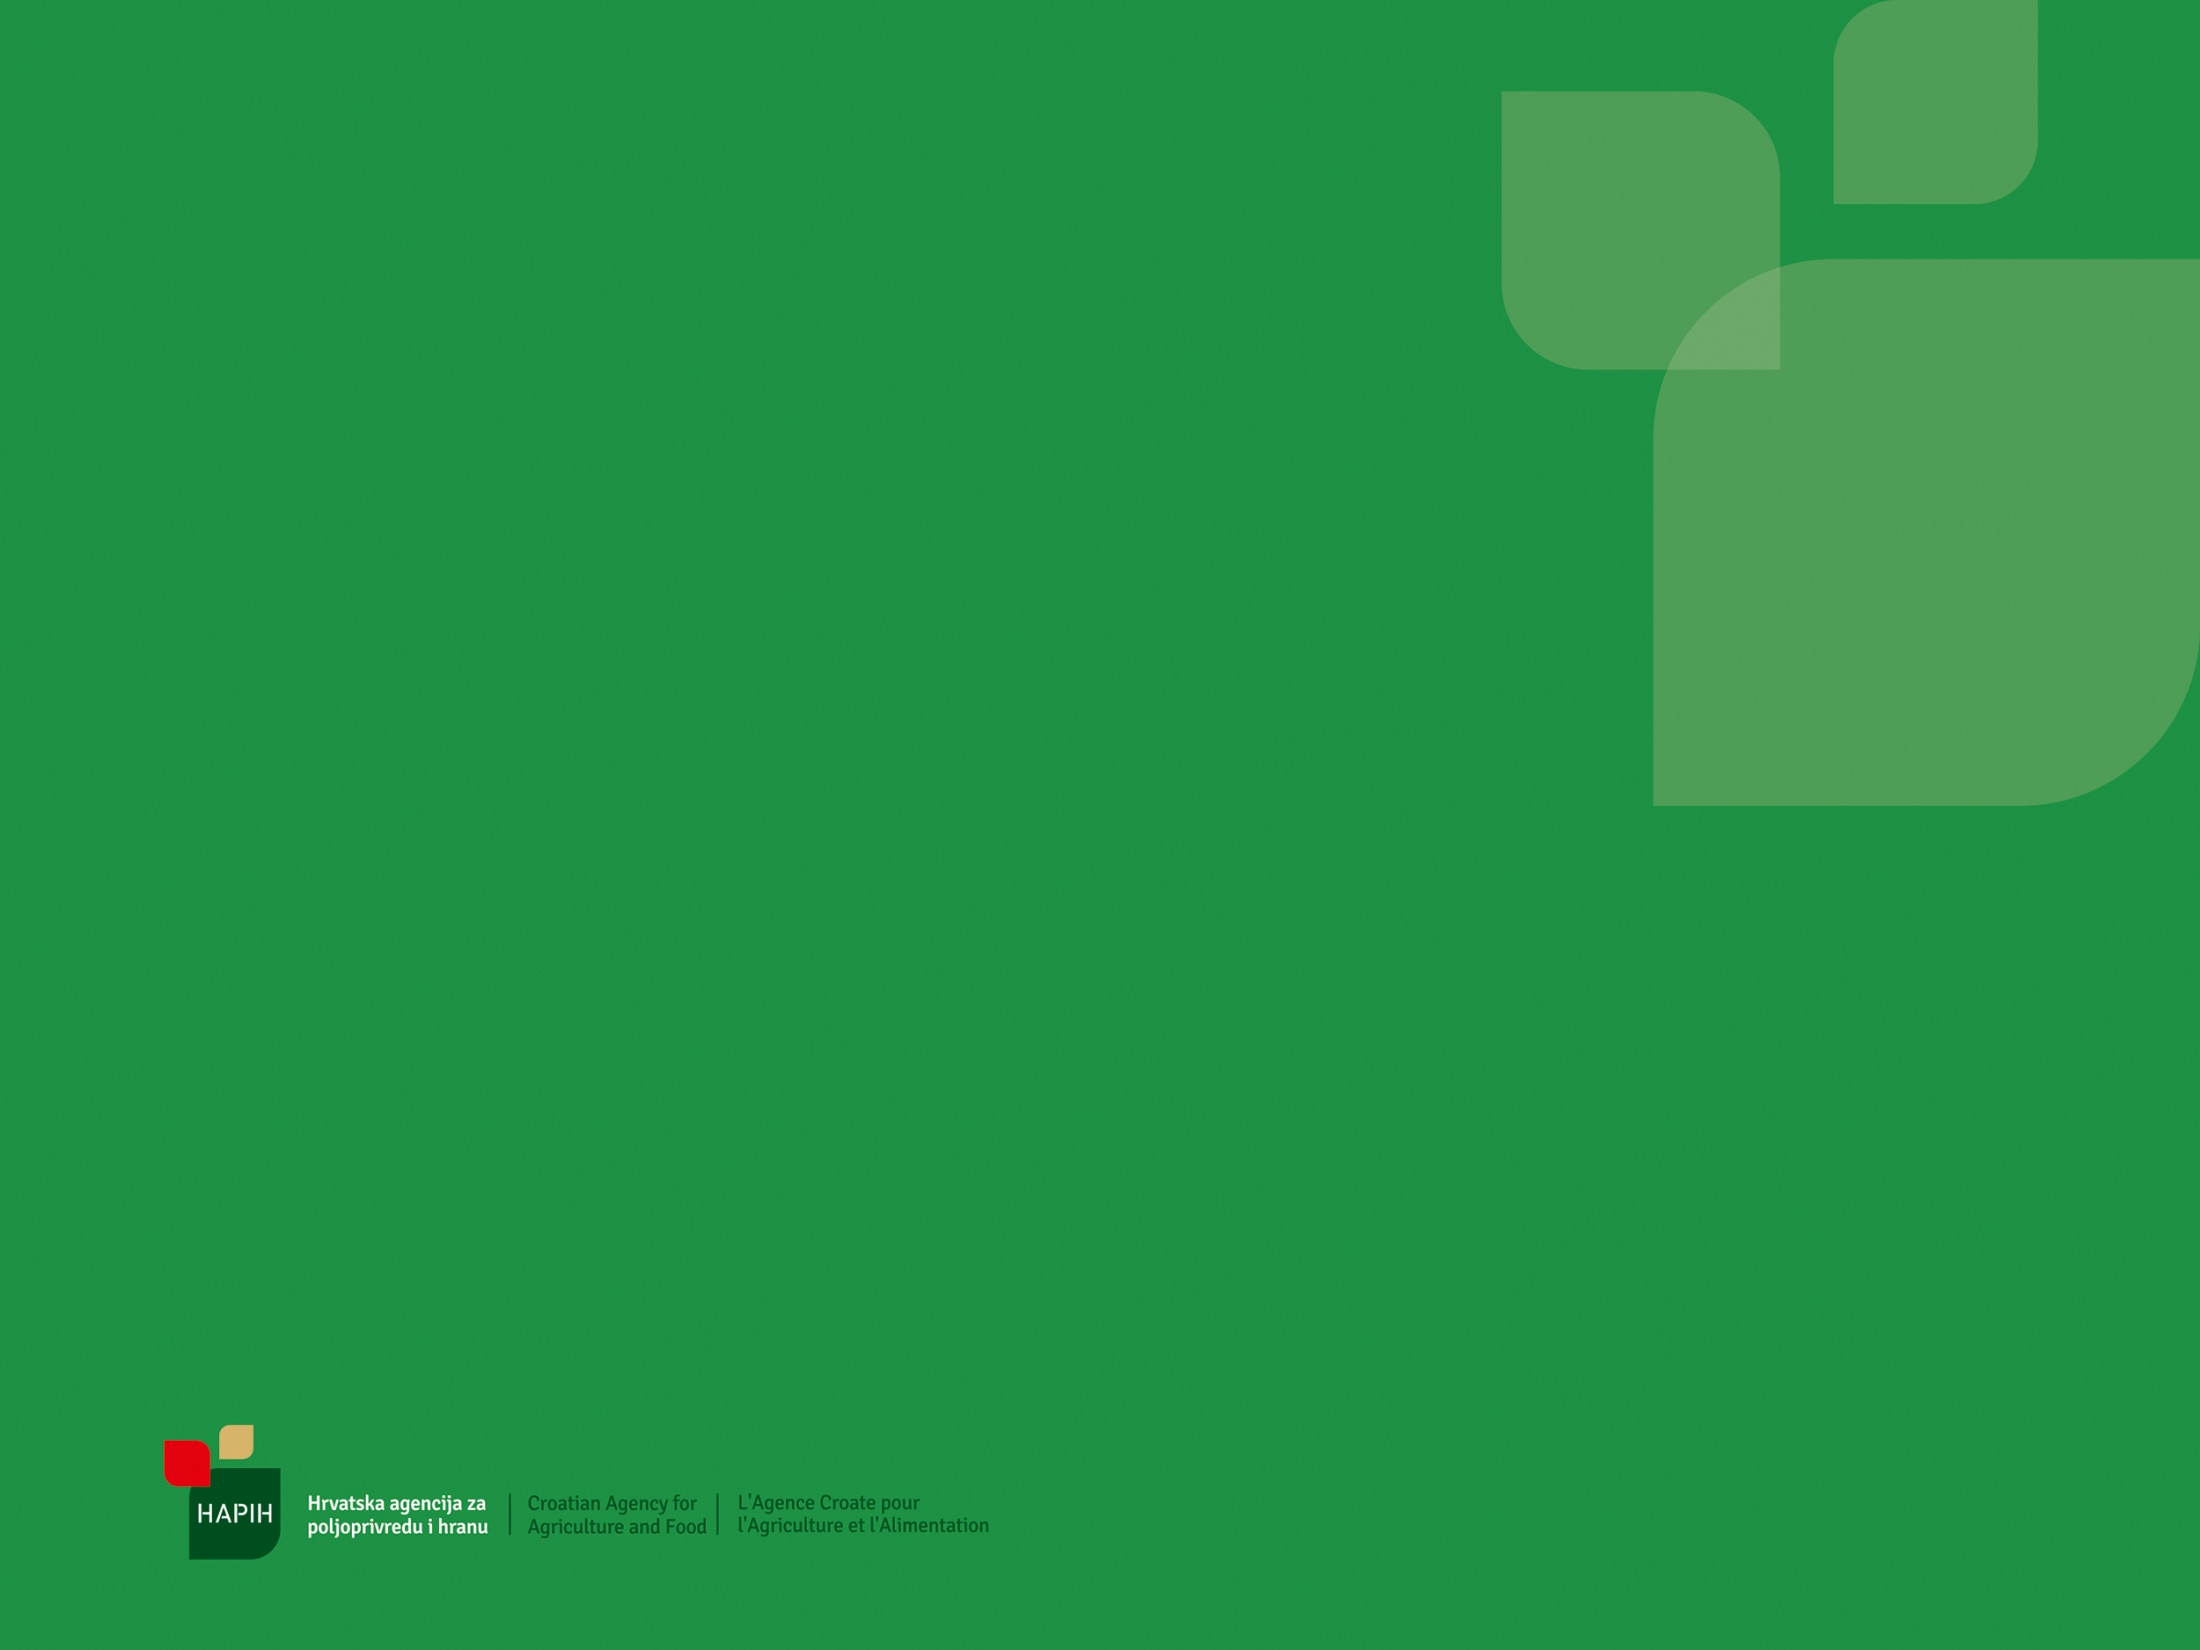 HAPIH
Hrvatska agencija za
poljoprivredu i hranu
Croatian Agency for
Agriculture and Food
L'Agence Croate pour
l'Agriculture et l'Alimentation